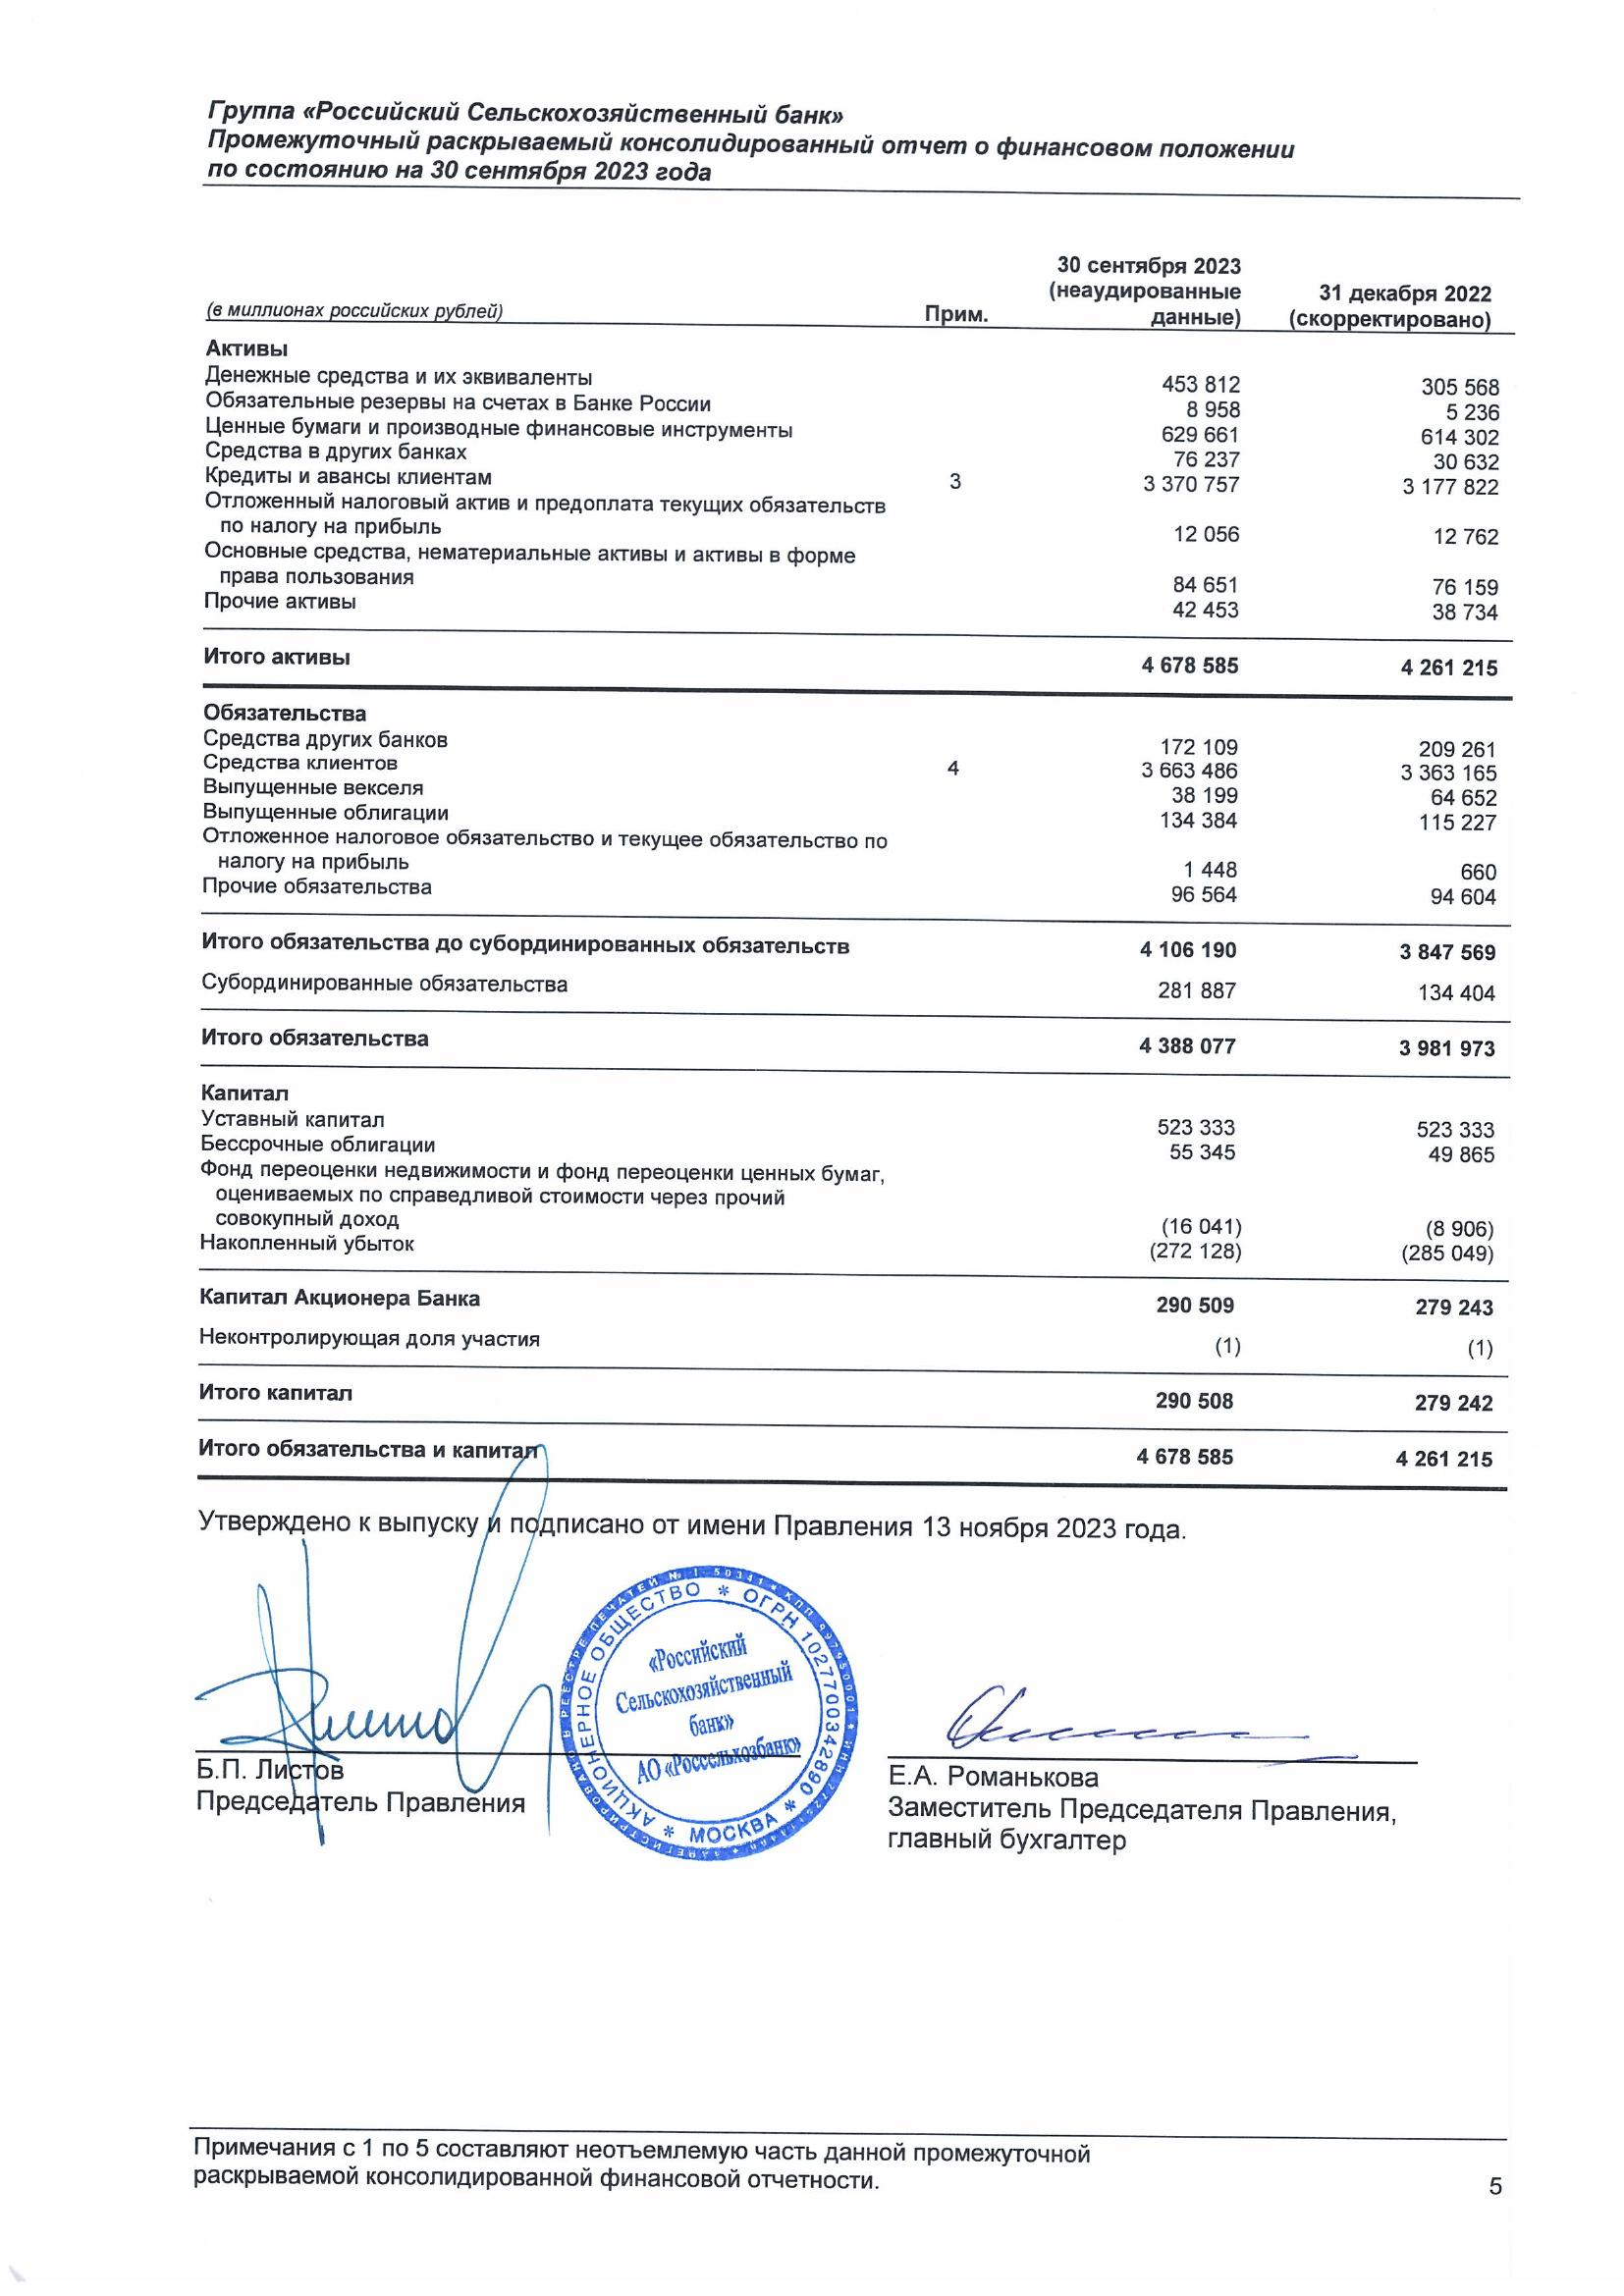 Группа «Российский Сельскохозяйственный банк»
Промежуточный раскрываемый консолидированный отчет о финансовом положении
по состоянию на 30 сентября 2023 года
(в миллионах российских рублей) Прим. 30 сентября 2023 (неаудированные данные) 31 декабря 2022 (скорректировано)
Активы
Денежные средства и их эквиваленты 453 812 305 568
Обязательные резервы на счетах в Банке России 8 958 5 236
Ценные бумаги и производные финансовые инструменты 629 661 614 302
Средства в других банках 76 237 30 632
Кредиты и авансы клиентам 3 3 370 757 3 177 822
Отложенный налоговый актив и предоплата текущих обязательств
по налогу на прибыль 12 056 12 762
Основные средства, нематериальные активы и активы в форме
права пользования 84 651 76 159
Прочие активы 42 453 38 734
Итого активы 4 678 585 4 261 215
Обязательства
Средства других банков 172 109 209 261
Средства клиентов 4 3 663 486 3 363 165
Выпущенные векселя 38 199 64 652
Выпущенные облигации 134 384 115 227
Отложенное налоговое обязательство и текущее обязательство по
налогу на прибыль 1 448 660
Прочие обязательства 96 564 94 604
Итого обязательства до субординированных обязательств 4 106 190 3 847 569
Субординированные обязательства 281 887 134 404
Итого обязательства 4 388 077 3 981 973
Капитал
Уставный капитал 523 333 523 333
Бессрочные облигации 55 345 49 865
Фонд переоценки недвижимости и фонд переоценки ценных бумаг,
оцениваемых по справедливой стоимости через прочий
совокупный доход (16 041) (8 906)
Накопленный убыток (272 128) (285 049)
Капитал Акционера Банка 290 509 279 243
Неконтролирующая доля участия (1) (1)
Итого капитал 290 508 279 242
Итого обязательства и капитал 4 678 585 4 261 215
Утверждено к выпуску и подписано от имени Правления 13 ноября 2023 года.
АКЦИОНЕРНОЕ ОБЩЕСТВО * ОГРН 1027700342890 * МОСКВА *
«Российский
Сельскохозяйственный
банк»
АО «Россельхозбанк»
Б.П. Листов
Председатель Правления
Е.А. Романькова
Заместитель Председателя Правления,
главный бухгалтер
Примечания с 1 по 5 составляют неотъемлемую часть данной промежуточной
раскрываемой консолидированной финансовой отчетности.
5